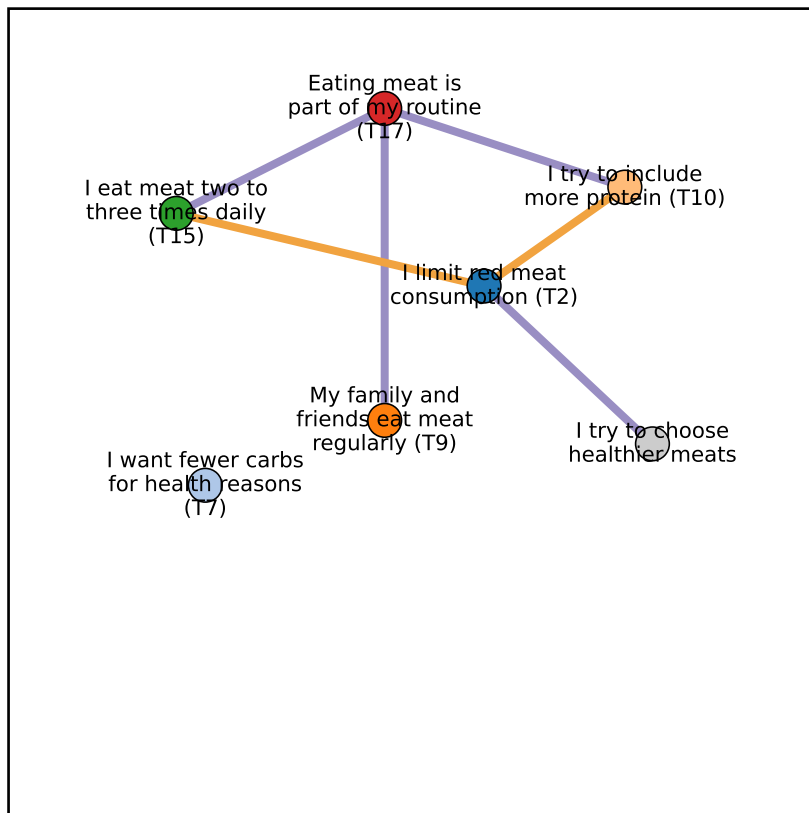 Eating meat is
part of my routine
(T17)
I try to include
more protein (T10)
I eat meat two to
three times daily
(T15)
I limit red meat
consumption (T2)
My family and
friends eat meat
regularly (T9)
I try to choose
healthier meats
I want fewer carbs
for health reasons
(T7)